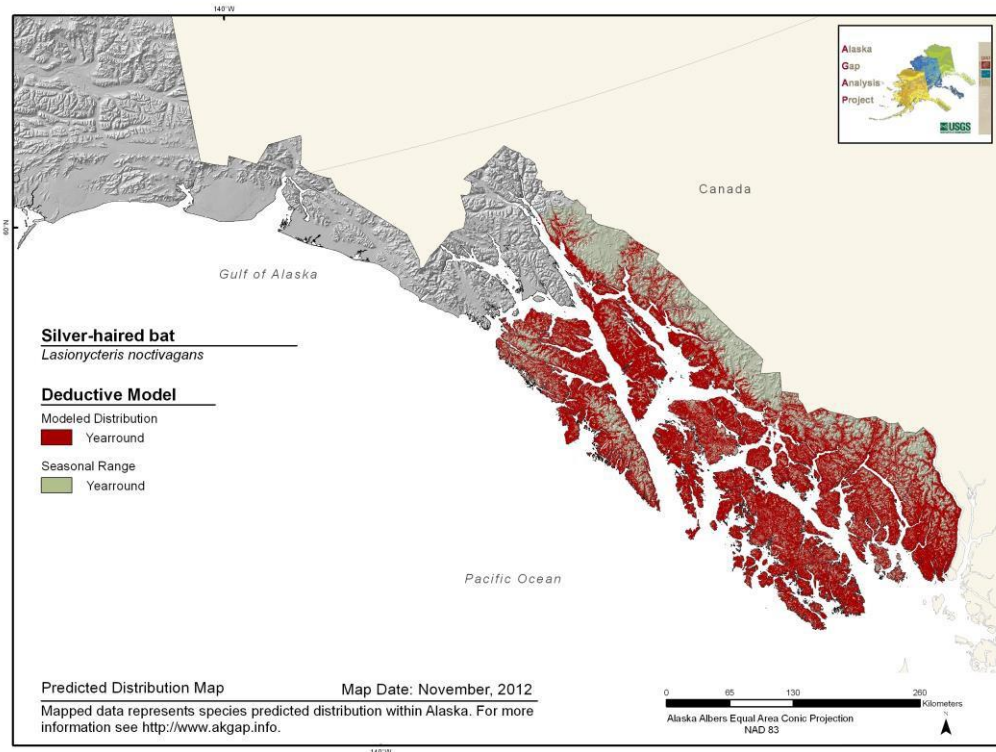 140°W
Alaska
Gap
Analysis
Project
USGS
Canada
60°N
Gulf of Alaska
Silver-haired bat
Lasionycteris noctivagans
Deductive Model
Modeled Distribution
Yearround
Seasonal Range
Yearround
Pacific Ocean
Predicted Distribution Map Map Date: November, 2012
Mapped data represents species predicted distribution within Alaska. For more
information see http://www.akgap.info.
0 65 130 260
Kilometers
Alaska Albers Equal Area Conic Projection
NAD 83
N